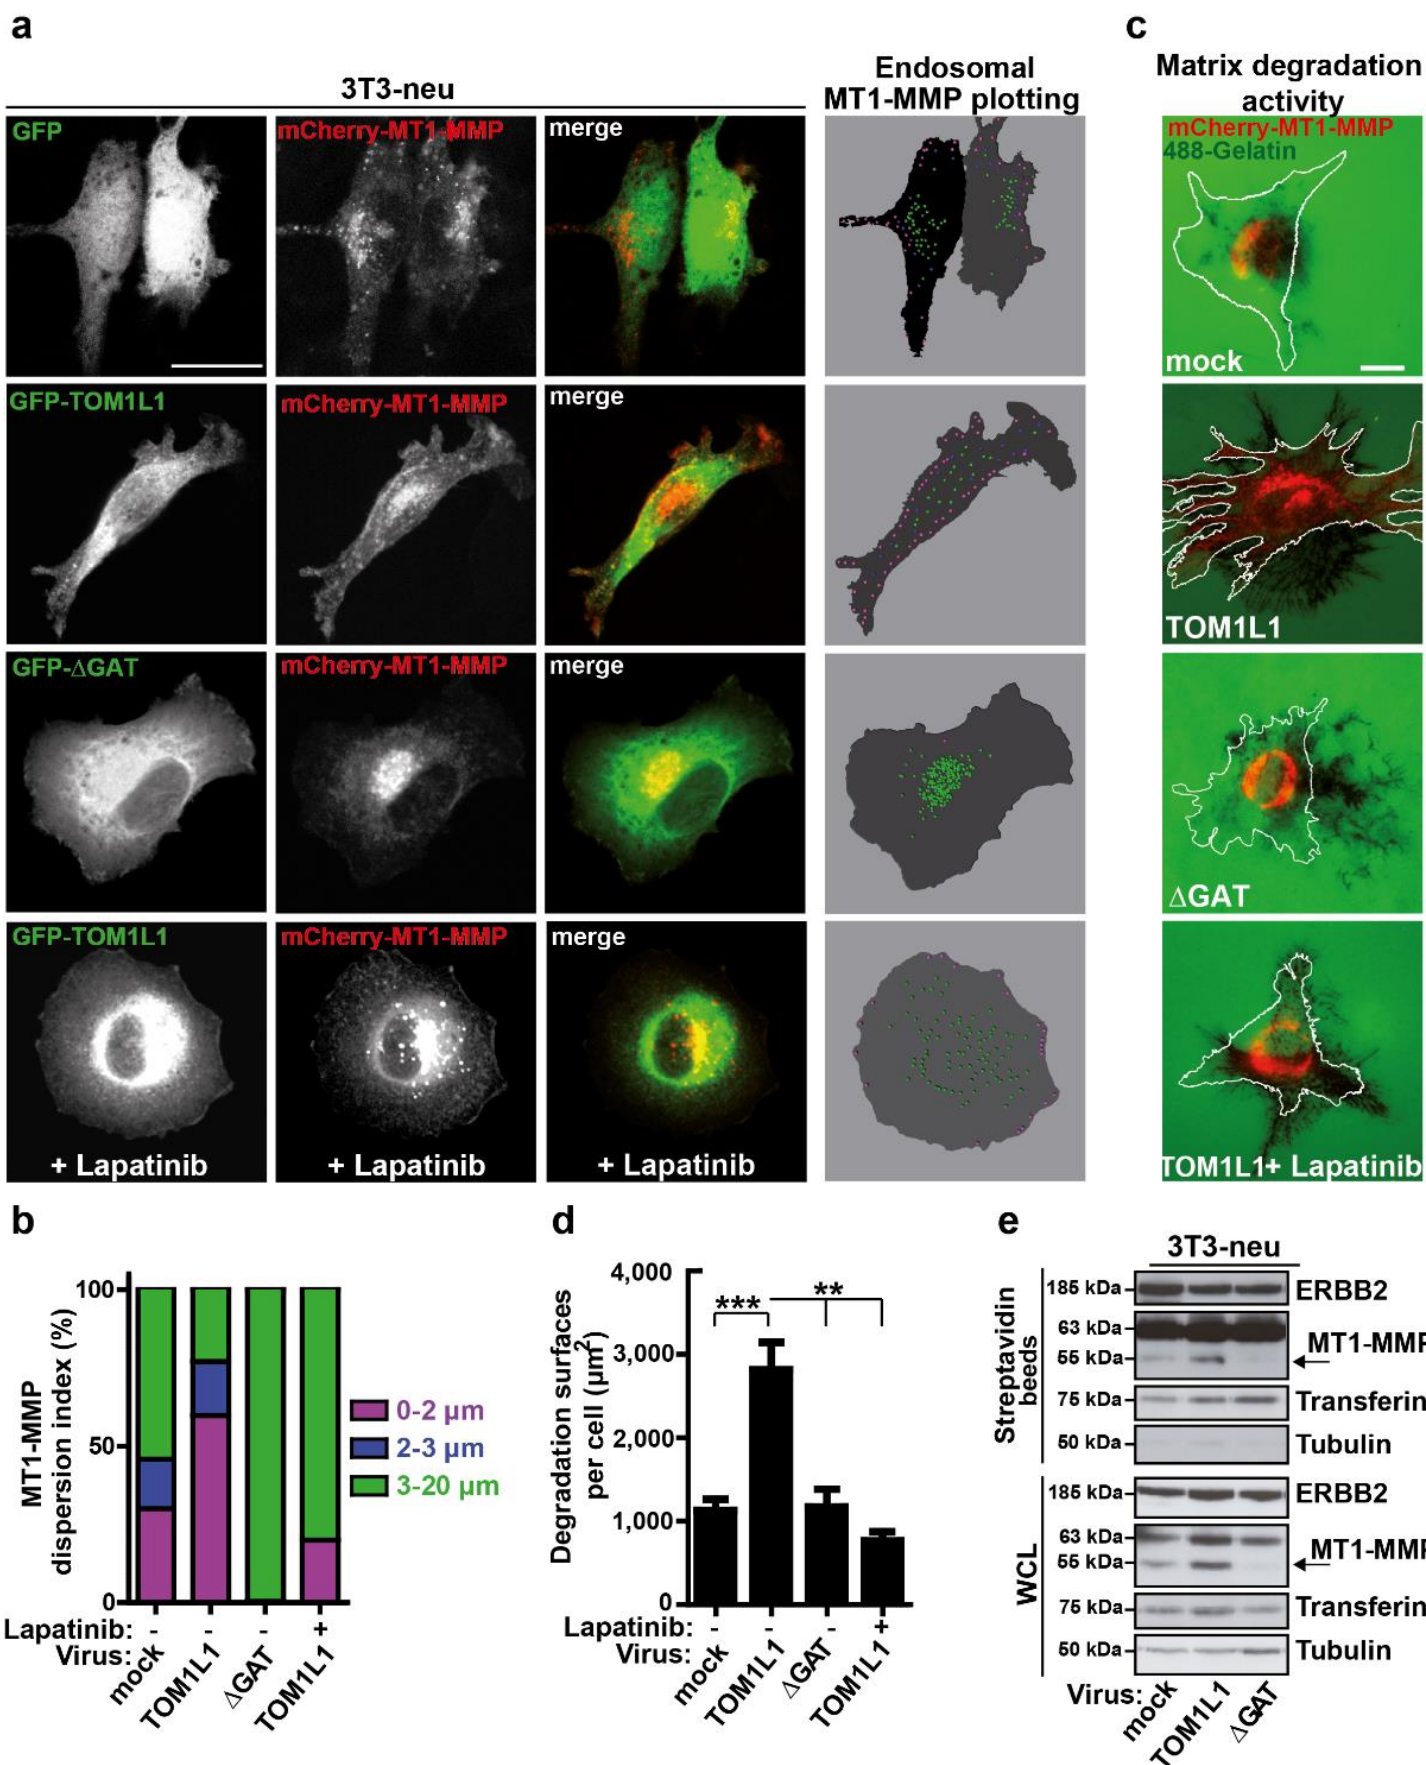 a
3T3-neu
Endosomal
MT1-MMP plotting
GFP
mCherry-MT1-MMP
merge
GFP-TOM1L1
mCherry-MT1-MMP
merge
GFP-ΔGAT
mCherry-MT1-MMP
merge
GFP-TOM1L1
mCherry-MT1-MMP
merge
+ Lapatinib
+ Lapatinib
+ Lapatinib
c
Matrix degradation
activity
mCherry-MT1-MMP
488-Gelatin
mock
TOM1L1
ΔGAT
TOM1L1+ Lapatinib
b
MT1-MMP
dispersion index (%)
100
50
0
0-2 µm
2-3 µm
3-20 µm
Lapatinib: - - - +
Virus: mock TOM1L1 ΔGAT TOM1L1
d
Degradation surfaces
per cell (µm2)
4,000
3,000
2,000
1,000
0
*** **
Lapatinib: - - - +
Virus: mock TOM1L1 ΔGAT TOM1L1
e
3T3-neu
Streptavidin
beeds
185 kDa ERBB2
63 kDa
55 kDa MT1-MMP
75 kDa Transferin
50 kDa Tubulin
WCL
185 kDa ERBB2
63 kDa
55 kDa MT1-MMP
75 kDa Transferin
50 kDa Tubulin
Virus: mock TOM1L1 ΔGAT